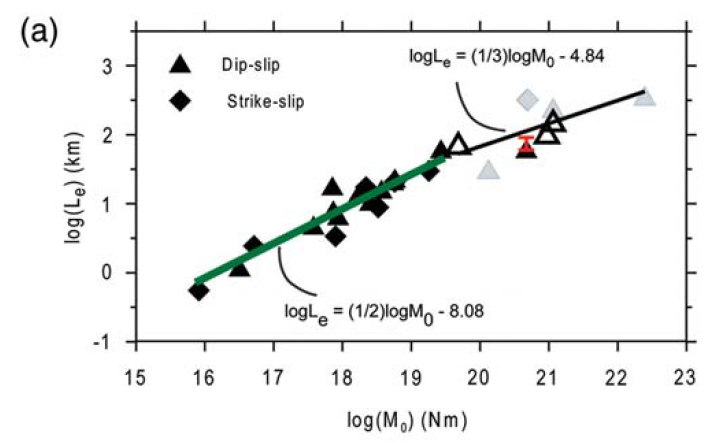 (a)
logLe = (1/3)logM0 - 4.84
Dip-slip
Strike-slip
3
2
1
0
-1
log(Le) (km)
logLe = (1/2)logM0 - 8.08
15 16 17 18 19 20 21 22 23
log(M0) (Nm)